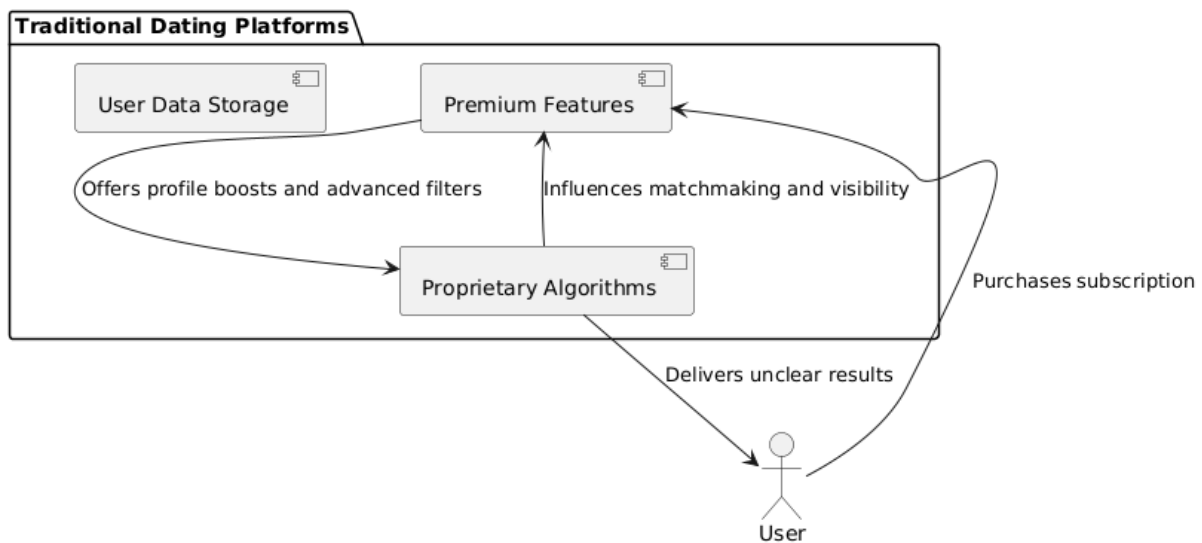 Traditional Dating Platforms
User Data Storage
Premium Features
Offers profile boosts and advanced filters
Influences matchmaking and visibility
Proprietary Algorithms
Purchases subscription
Delivers unclear results
User